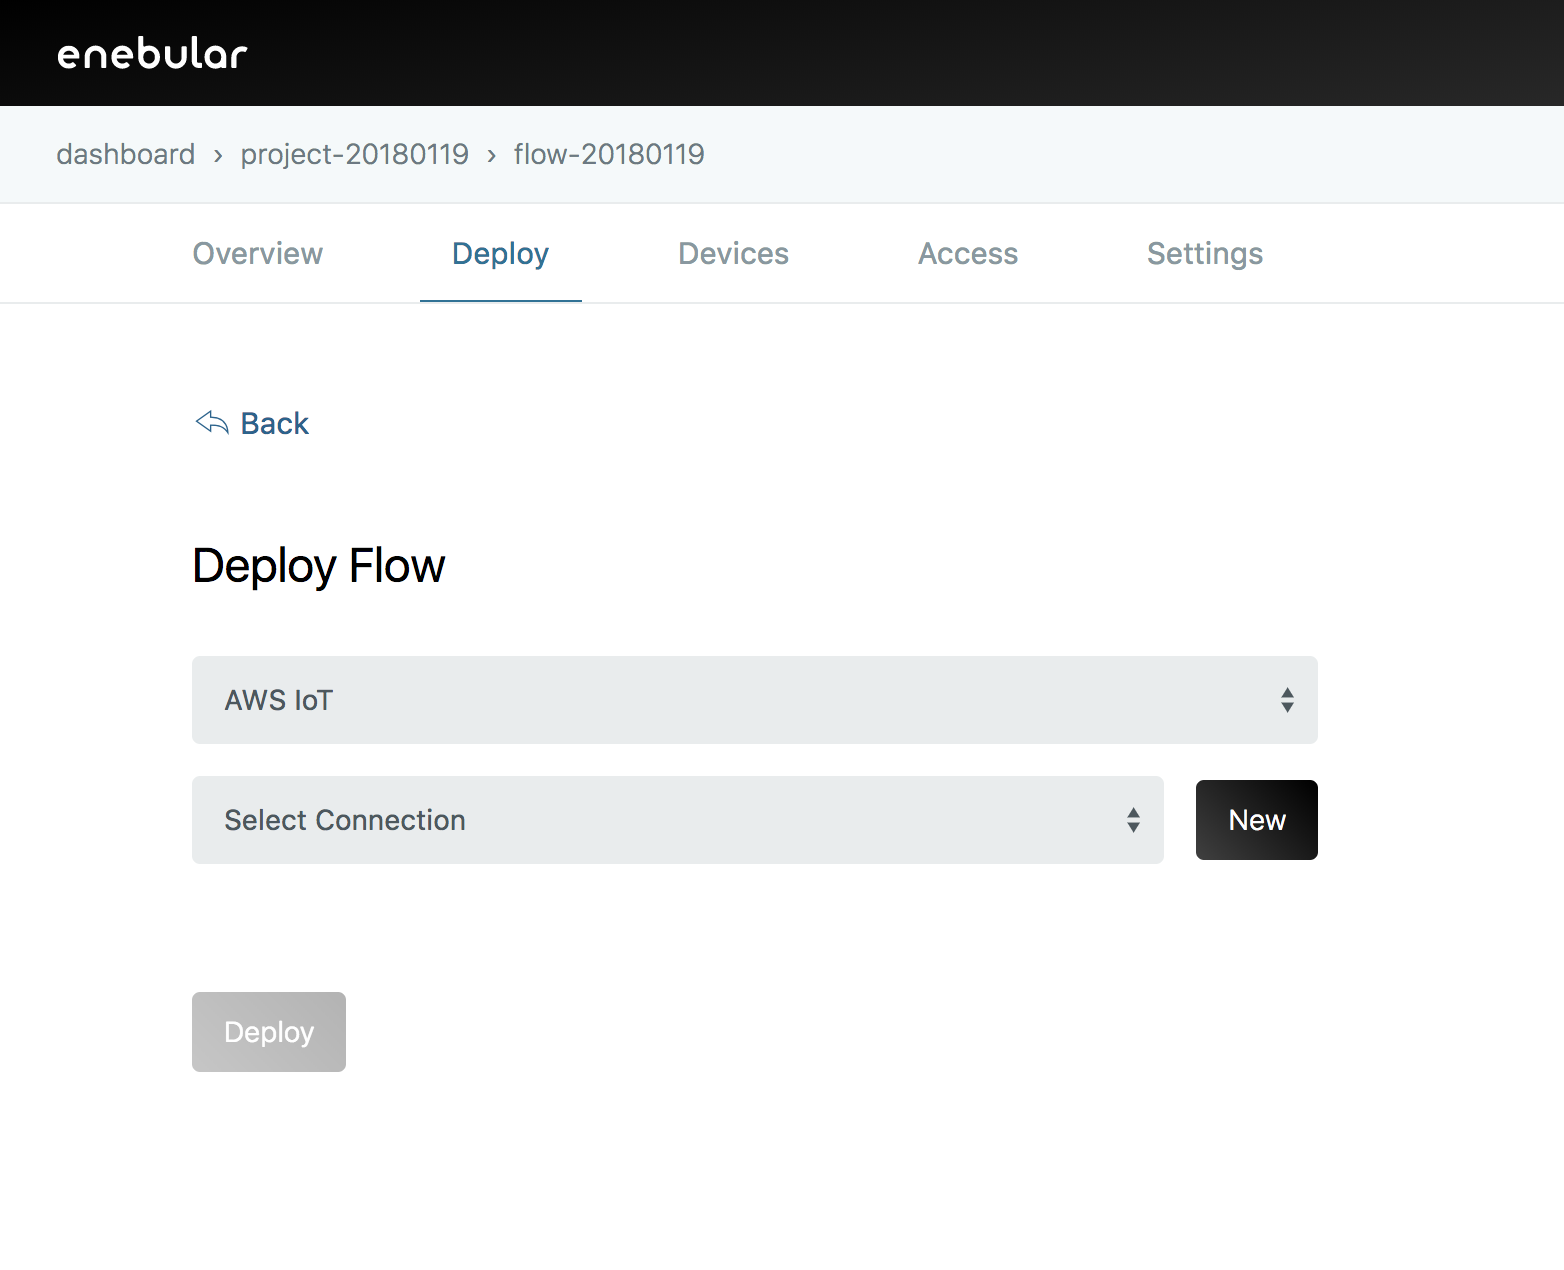 enebular
dashboard › project-20180119 › flow-20180119
Overview Deploy Devices Access Settings
Back
Deploy Flow
AWS IoT
Select Connection New
Deploy